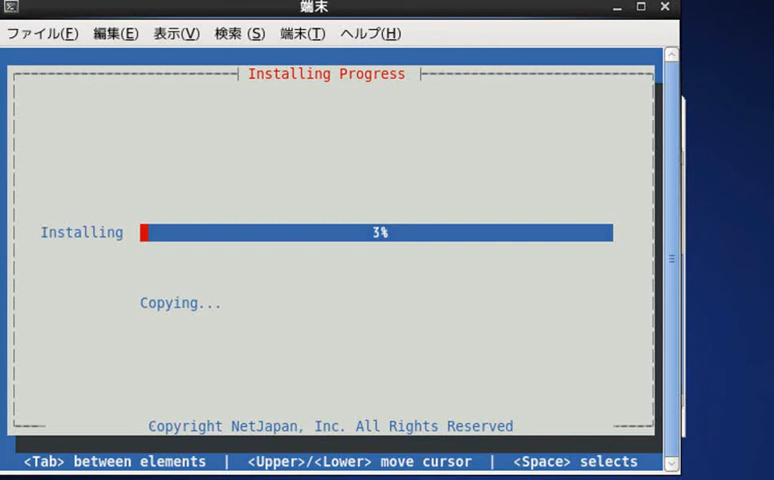 端末
ファイル(F) 編集(E) 表示(V) 検索 (S) 端末(T) ヘルプ(H)
Installing Progress
Installing 3%
Copying...
Copyright NetJapan, Inc. All Rights Reserved
<Tab> between elements | <Upper>/<Lower> move cursor | <Space> selects